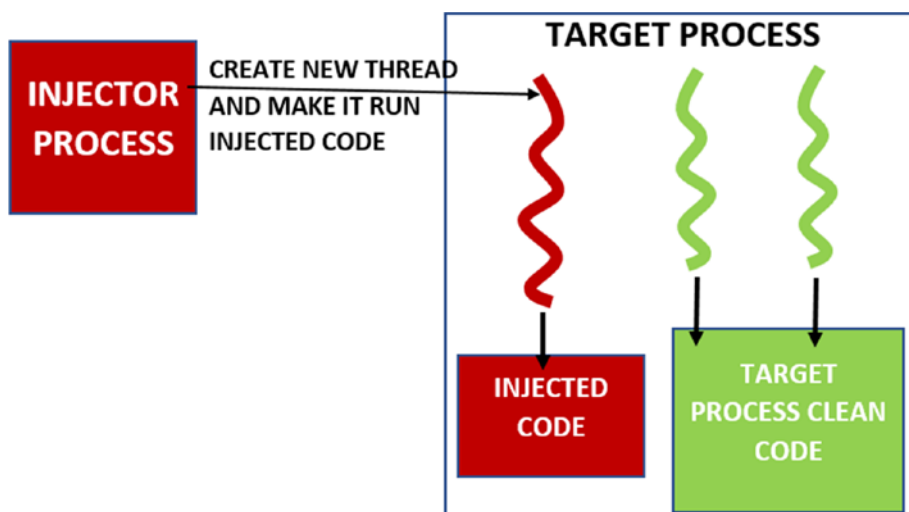 INJECTOR
PROCESS
CREATE NEW THREAD
AND MAKE IT RUN
INJECTED CODE
TARGET PROCESS
INJECTED
CODE
TARGET
PROCESS CLEAN
CODE